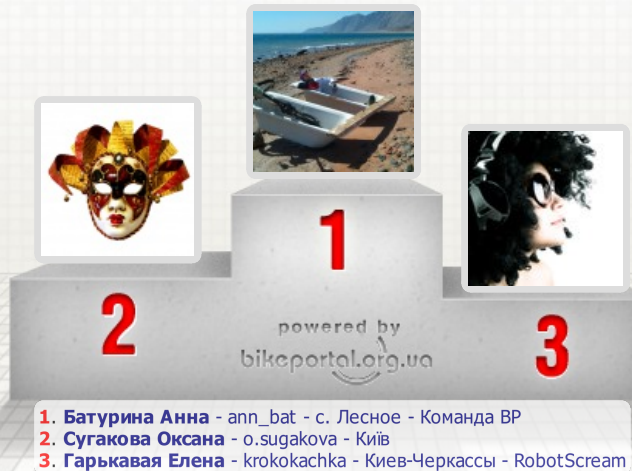 1
2
3
powered by
bikeportal.org.ua
1. Батурина Анна - ann_bat - с. Лесное - Команда ВР
2. Сугакова Оксана - o.sugakova - Київ
3. Гарькавая Елена - krokokachka - Киев-Черкассы - RobotScream